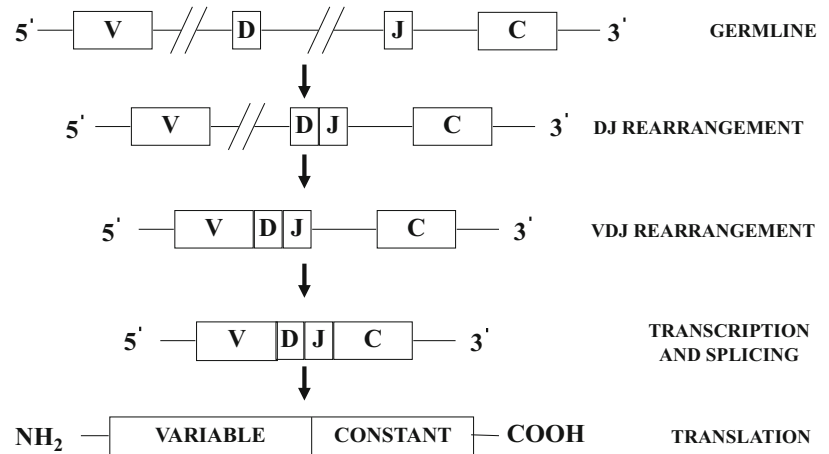 5' V D J C 3' GERMLINE
5' V D J C 3' DJ REARRANGEMENT
5' V D J C 3' VDJ REARRANGEMENT
5' V D J C 3' TRANSCRIPTION
AND SPLICING
NH₂ VARIABLE CONSTANT COOH TRANSLATION